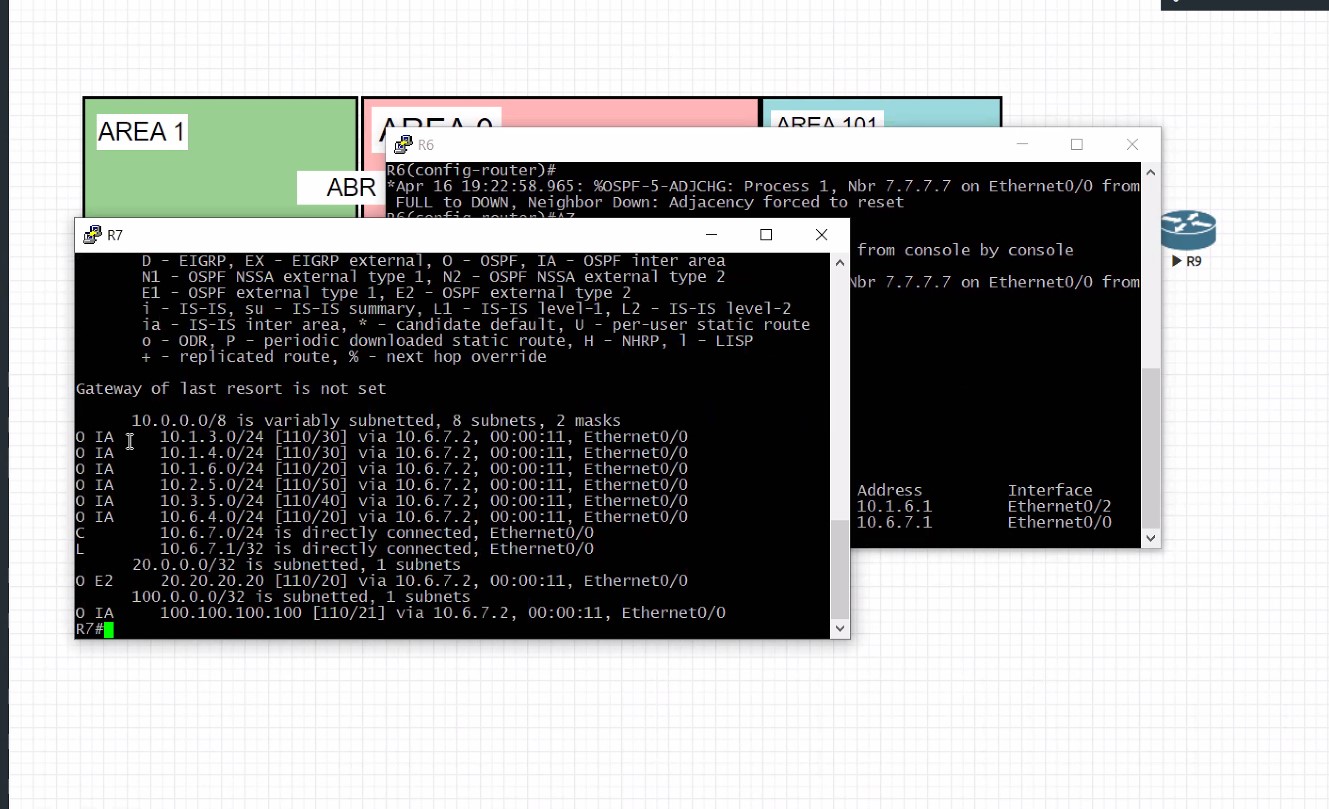 AREA 1
AREA 0
AREA 101
ABR
R6
R6(config-router)#
*Apr 16 19:22:58.965: %OSPF-5-ADJCHG: Process 1, Nbr 7.7.7.7 on Ethernet0/0 from
FULL to DOWN, Neighbor Down: Adjacency forced to reset
R6(config-router)#^Z
from console by console
Nbr 7.7.7.7 on Ethernet0/0 from
Address Interface
10.1.6.1 Ethernet0/2
10.6.7.1 Ethernet0/0
R9
R7
D - EIGRP, EX - EIGRP external, O - OSPF, IA - OSPF inter area
N1 - OSPF NSSA external type 1, N2 - OSPF NSSA external type 2
E1 - OSPF external type 1, E2 - OSPF external type 2
i - IS-IS, su - IS-IS summary, L1 - IS-IS level-1, L2 - IS-IS level-2
ia - IS-IS inter area, * - candidate default, U - per-user static route
o - ODR, P - periodic downloaded static route, H - NHRP, l - LISP
+ - replicated route, % - next hop override
Gateway of last resort is not set
10.0.0.0/8 is variably subnetted, 8 subnets, 2 masks
O IA 10.1.3.0/24 [110/30] via 10.6.7.2, 00:00:11, Ethernet0/0
O IA 10.1.4.0/24 [110/30] via 10.6.7.2, 00:00:11, Ethernet0/0
O IA 10.1.6.0/24 [110/20] via 10.6.7.2, 00:00:11, Ethernet0/0
O IA 10.2.5.0/24 [110/50] via 10.6.7.2, 00:00:11, Ethernet0/0
O IA 10.3.5.0/24 [110/40] via 10.6.7.2, 00:00:11, Ethernet0/0
O IA 10.6.4.0/24 [110/20] via 10.6.7.2, 00:00:11, Ethernet0/0
C 10.6.7.0/24 is directly connected, Ethernet0/0
L 10.6.7.1/32 is directly connected, Ethernet0/0
20.0.0.0/32 is subnetted, 1 subnets
O E2 20.20.20.20 [110/20] via 10.6.7.2, 00:00:11, Ethernet0/0
100.0.0.0/32 is subnetted, 1 subnets
O IA 100.100.100.100 [110/21] via 10.6.7.2, 00:00:11, Ethernet0/0
R7#